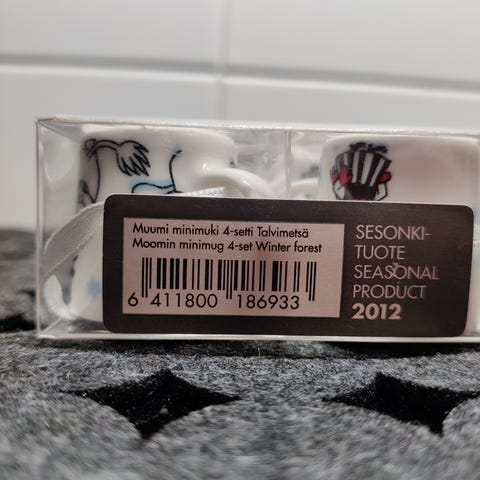 Muumi minimuki 4-setti Talvimetsä
Moomin minimug 4-set Winter forest
6 411800 186933
SESONKI-
TUOTE
SEASONAL
PRODUCT
2012